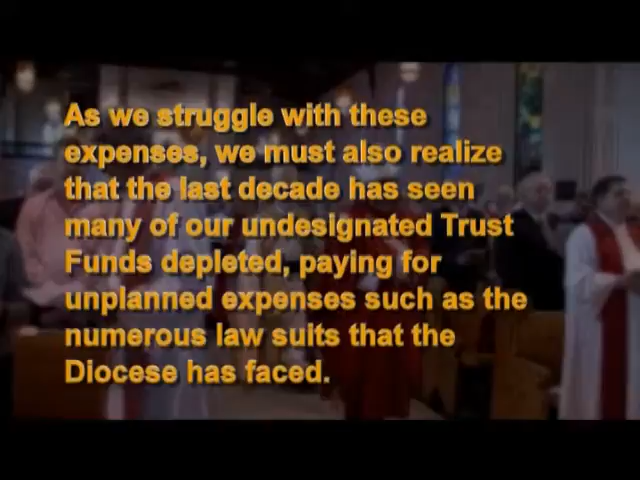 As we struggle with these
expenses, we must also realize
that the last decade has seen
many of our undesignated Trust
Funds depleted, paying for
unplanned expenses such as the
numerous law suits that the
Diocese has faced.